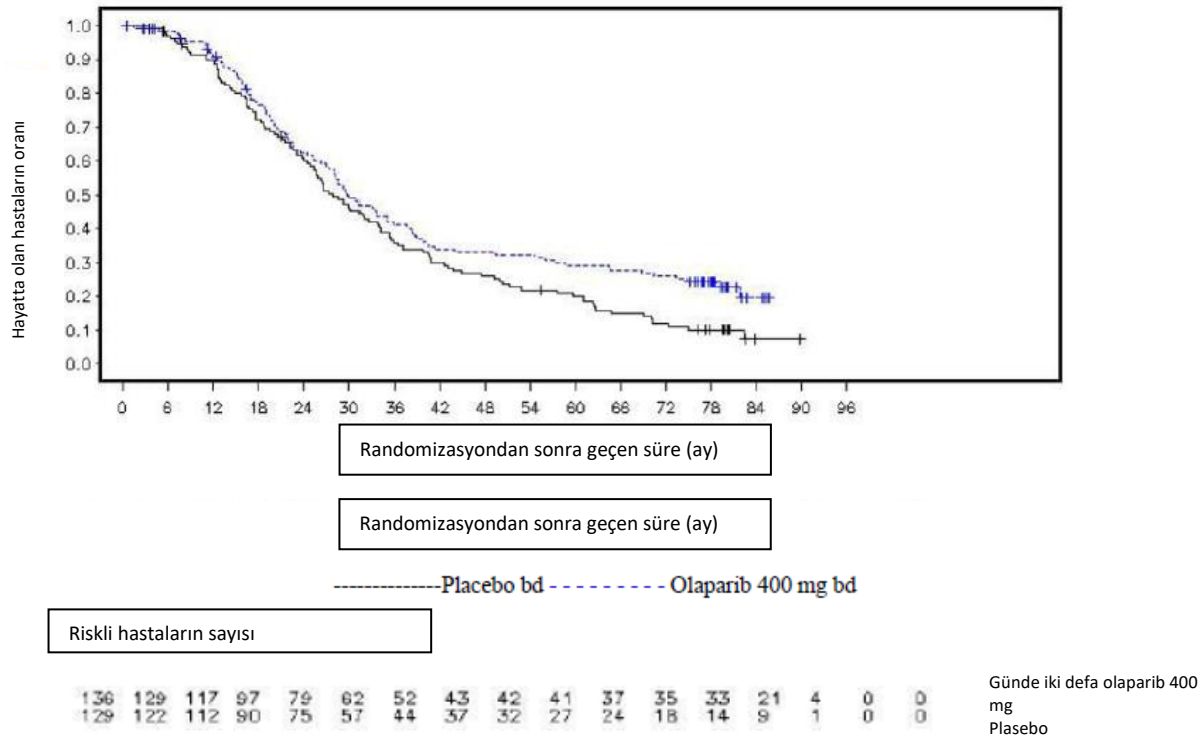 Hayatta olan hastaların oranı
1.0
0.9
0.8
0.7
0.6
0.5
0.4
0.3
0.2
0.1
0.0
0 6 12 18 24 30 36 42 48 54 60 66 72 78 84 90 96
Randomizasyondan sonra geçen süre (ay)
Randomizasyondan sonra geçen süre (ay)
-------------Placebo bd - - - - - - - - - Olaparib 400 mg bd
Riskli hastaların sayısı
136 129 117 97 79 62 52 43 42 41 37 35 33 21 4 0 0
129 122 112 90 75 57 44 37 32 27 24 18 14 9 1 0 0
Günde iki defa olaparib 400
mg
Plasebo